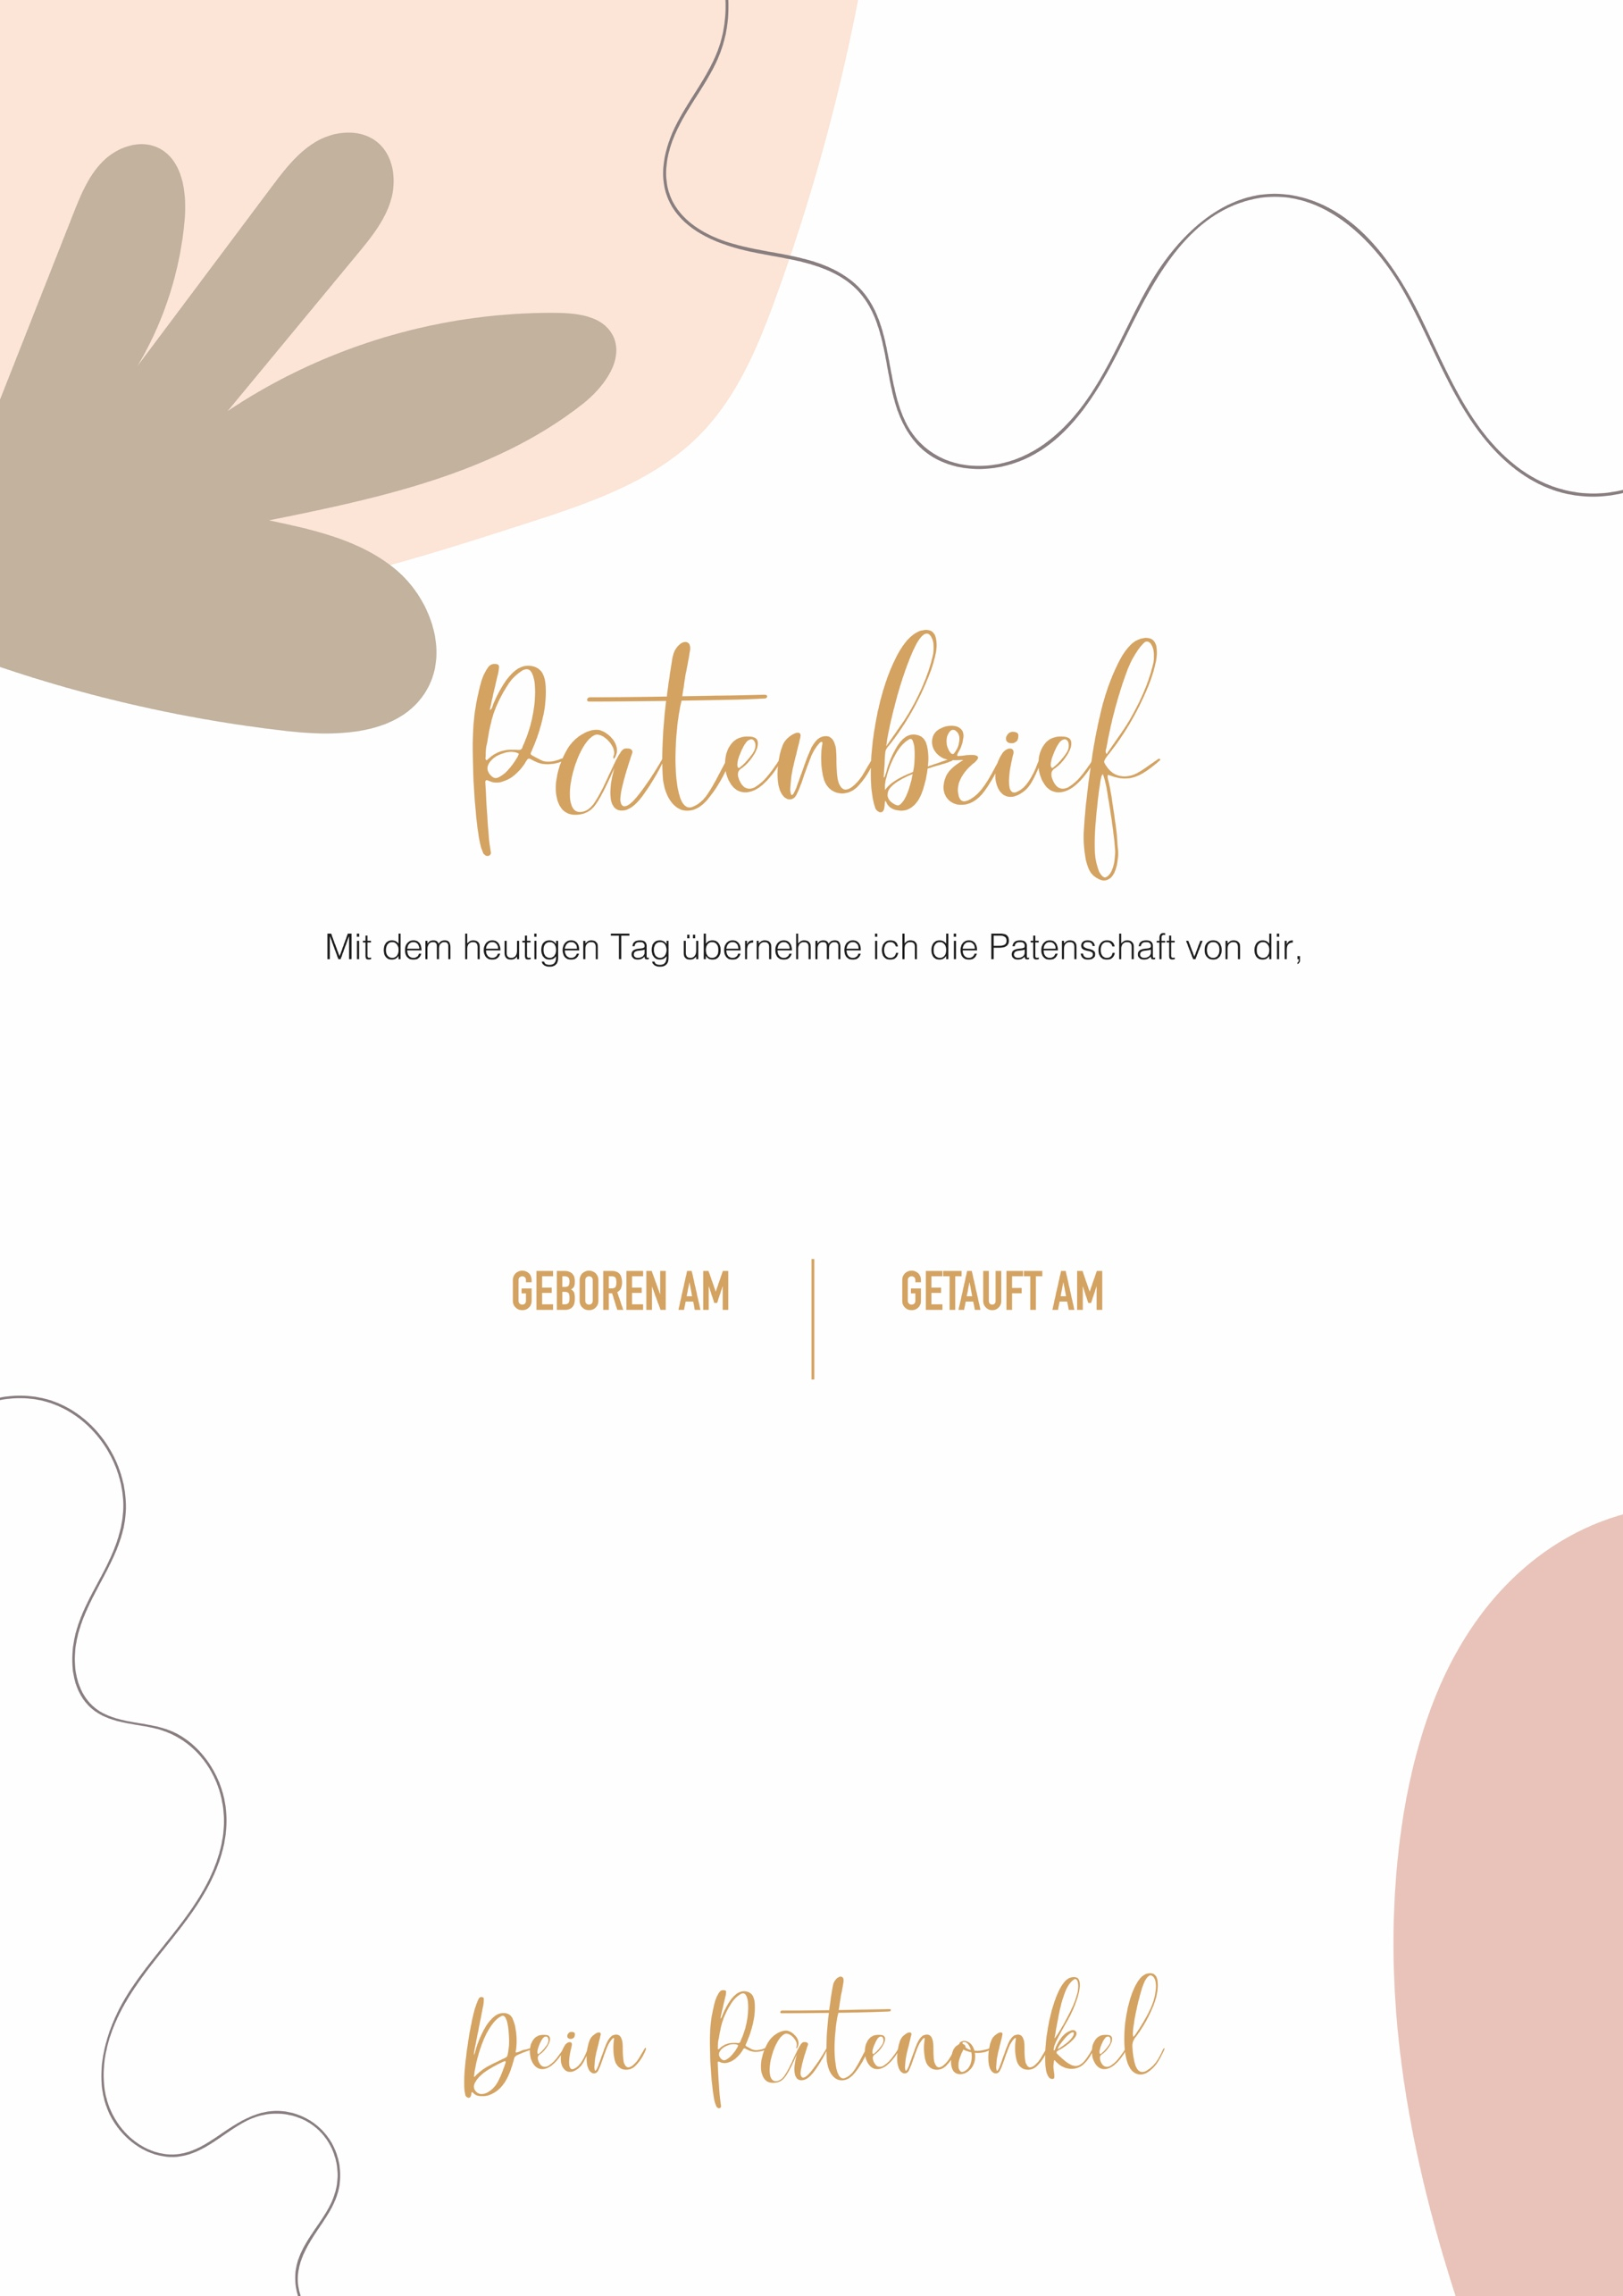 Patenbrief
Mit dem heutigen Tag übernehme ich die Patenschaft von dir,
GEBOREN AM
GETAUFT AM
Dein Patenonkel